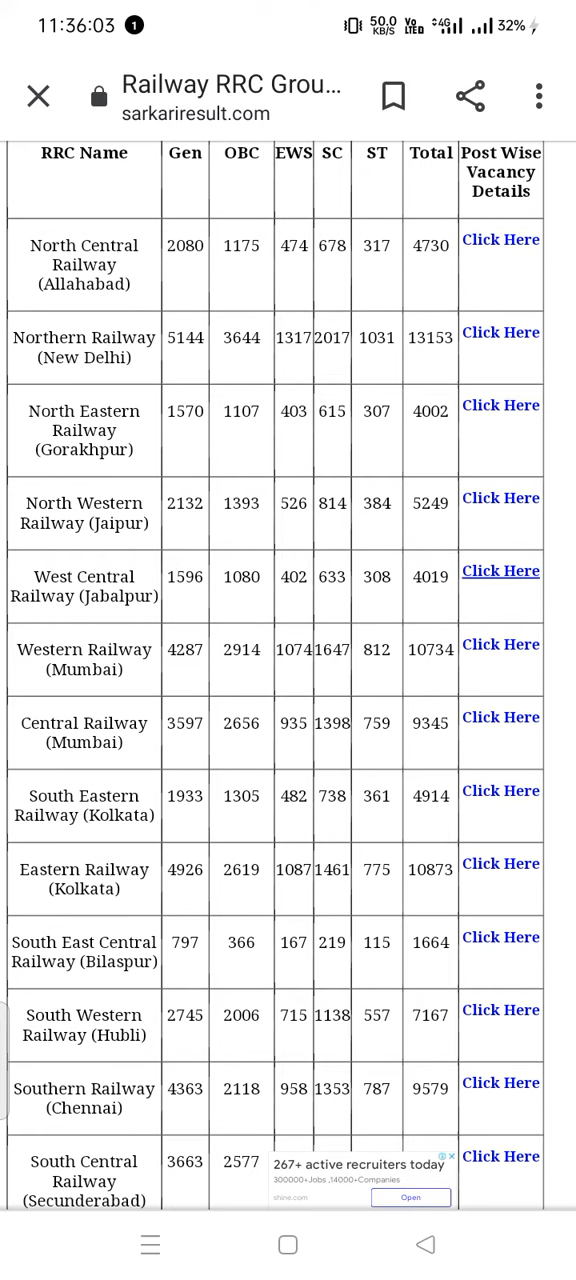 11:36:03 1 50.0 KB/S Vo LTE 4G 32%
Railway RRC Grou...
sarkariresult.com
RRC Name Gen OBC EWS SC ST Total Post Wise
Vacancy
Details
North Central 2080 1175 474 678 317 4730 Click Here
Railway
(Allahabad)
Northern Railway 5144 3644 1317 2017 1031 13153 Click Here
(New Delhi)
North Eastern 1570 1107 403 615 307 4002 Click Here
Railway
(Gorakhpur)
North Western 2132 1393 526 814 384 5249 Click Here
Railway (Jaipur)
West Central 1596 1080 402 633 308 4019 Click Here
Railway (Jabalpur)
Western Railway 4287 2914 1074 1647 812 10734 Click Here
(Mumbai)
Central Railway 3597 2656 935 1398 759 9345 Click Here
(Mumbai)
South Eastern 1933 1305 482 738 361 4914 Click Here
Railway (Kolkata)
Eastern Railway 4926 2619 1087 1461 775 10873 Click Here
(Kolkata)
South East Central 797 366 167 219 115 1664 Click Here
Railway (Bilaspur)
South Western 2745 2006 715 1138 557 7167 Click Here
Railway (Hubli)
Southern Railway 4363 2118 958 1353 787 9579 Click Here
(Chennai)
South Central 3663 2577 Click Here
Railway
(Secunderabad)
267+ active recruiters today
300000+Jobs ,14000+Companies
shine.com Open